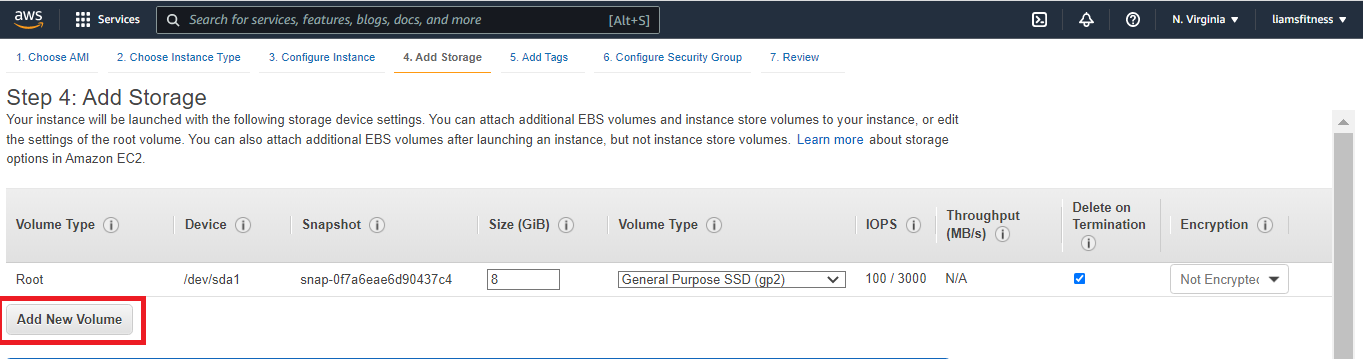 aws Services Search for services, features, blogs, docs, and more [Alt+S] N. Virginia liamsfitness
1. Choose AMI 2. Choose Instance Type 3. Configure Instance 4. Add Storage 5. Add Tags 6. Configure Security Group 7. Review
Step 4: Add Storage
Your instance will be launched with the following storage device settings. You can attach additional EBS volumes and instance store volumes to your instance, or edit
the settings of the root volume. You can also attach additional EBS volumes after launching an instance, but not instance store volumes. Learn more about storage
options in Amazon EC2.
Volume Type Device Snapshot Size (GiB) Volume Type IOPS Throughput (MB/s) Delete on Termination Encryption
Root /dev/sda1 snap-0f7a6eae6d90437c4 8 General Purpose SSD (gp2) 100 / 3000 N/A Not Encrypted
Add New Volume